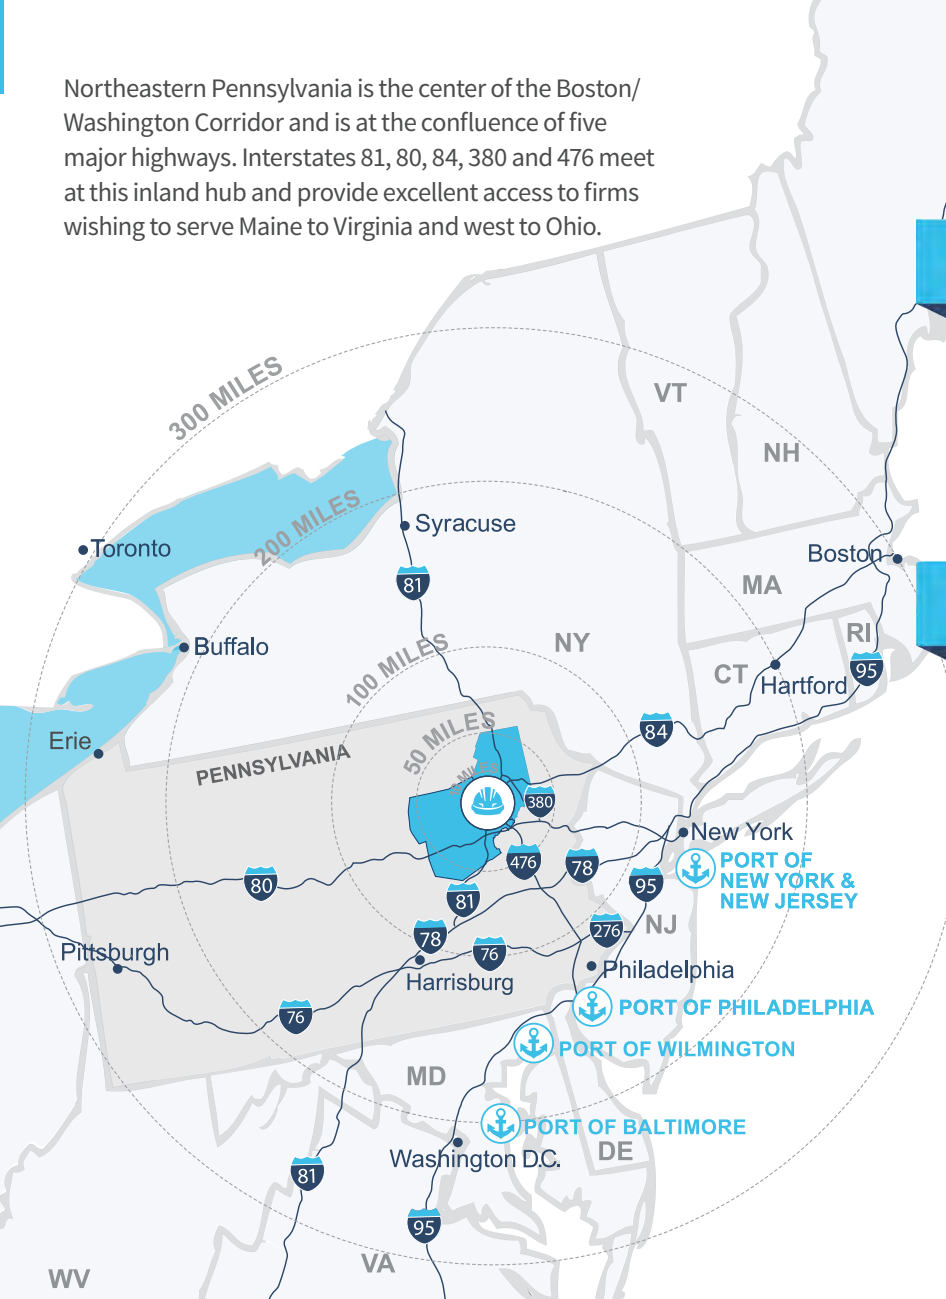 Northeastern Pennsylvania is the center of the Boston/
Washington Corridor and is at the confluence of five
major highways. Interstates 81, 80, 84, 380 and 476 meet
at this inland hub and provide excellent access to firms
wishing to serve Maine to Virginia and west to Ohio.
300 MILES
VT
NH
200 MILES
Syracuse
Toronto
Boston
81
MA
Buffalo
NY
RI
100 MILES
CT
95
Hartford
Erie
50 MILES
84
PENNSYLVANIA
MILES
380
New York
476
78
PORT OF
NEW YORK &
NEW JERSEY
80
95
81
NJ
78
276
Pittsburgh
76
Harrisburg
Philadelphia
76
PORT OF PHILADELPHIA
PORT OF WILMINGTON
MD
PORT OF BALTIMORE
Washington D.C.
DE
81
95
VA
WV